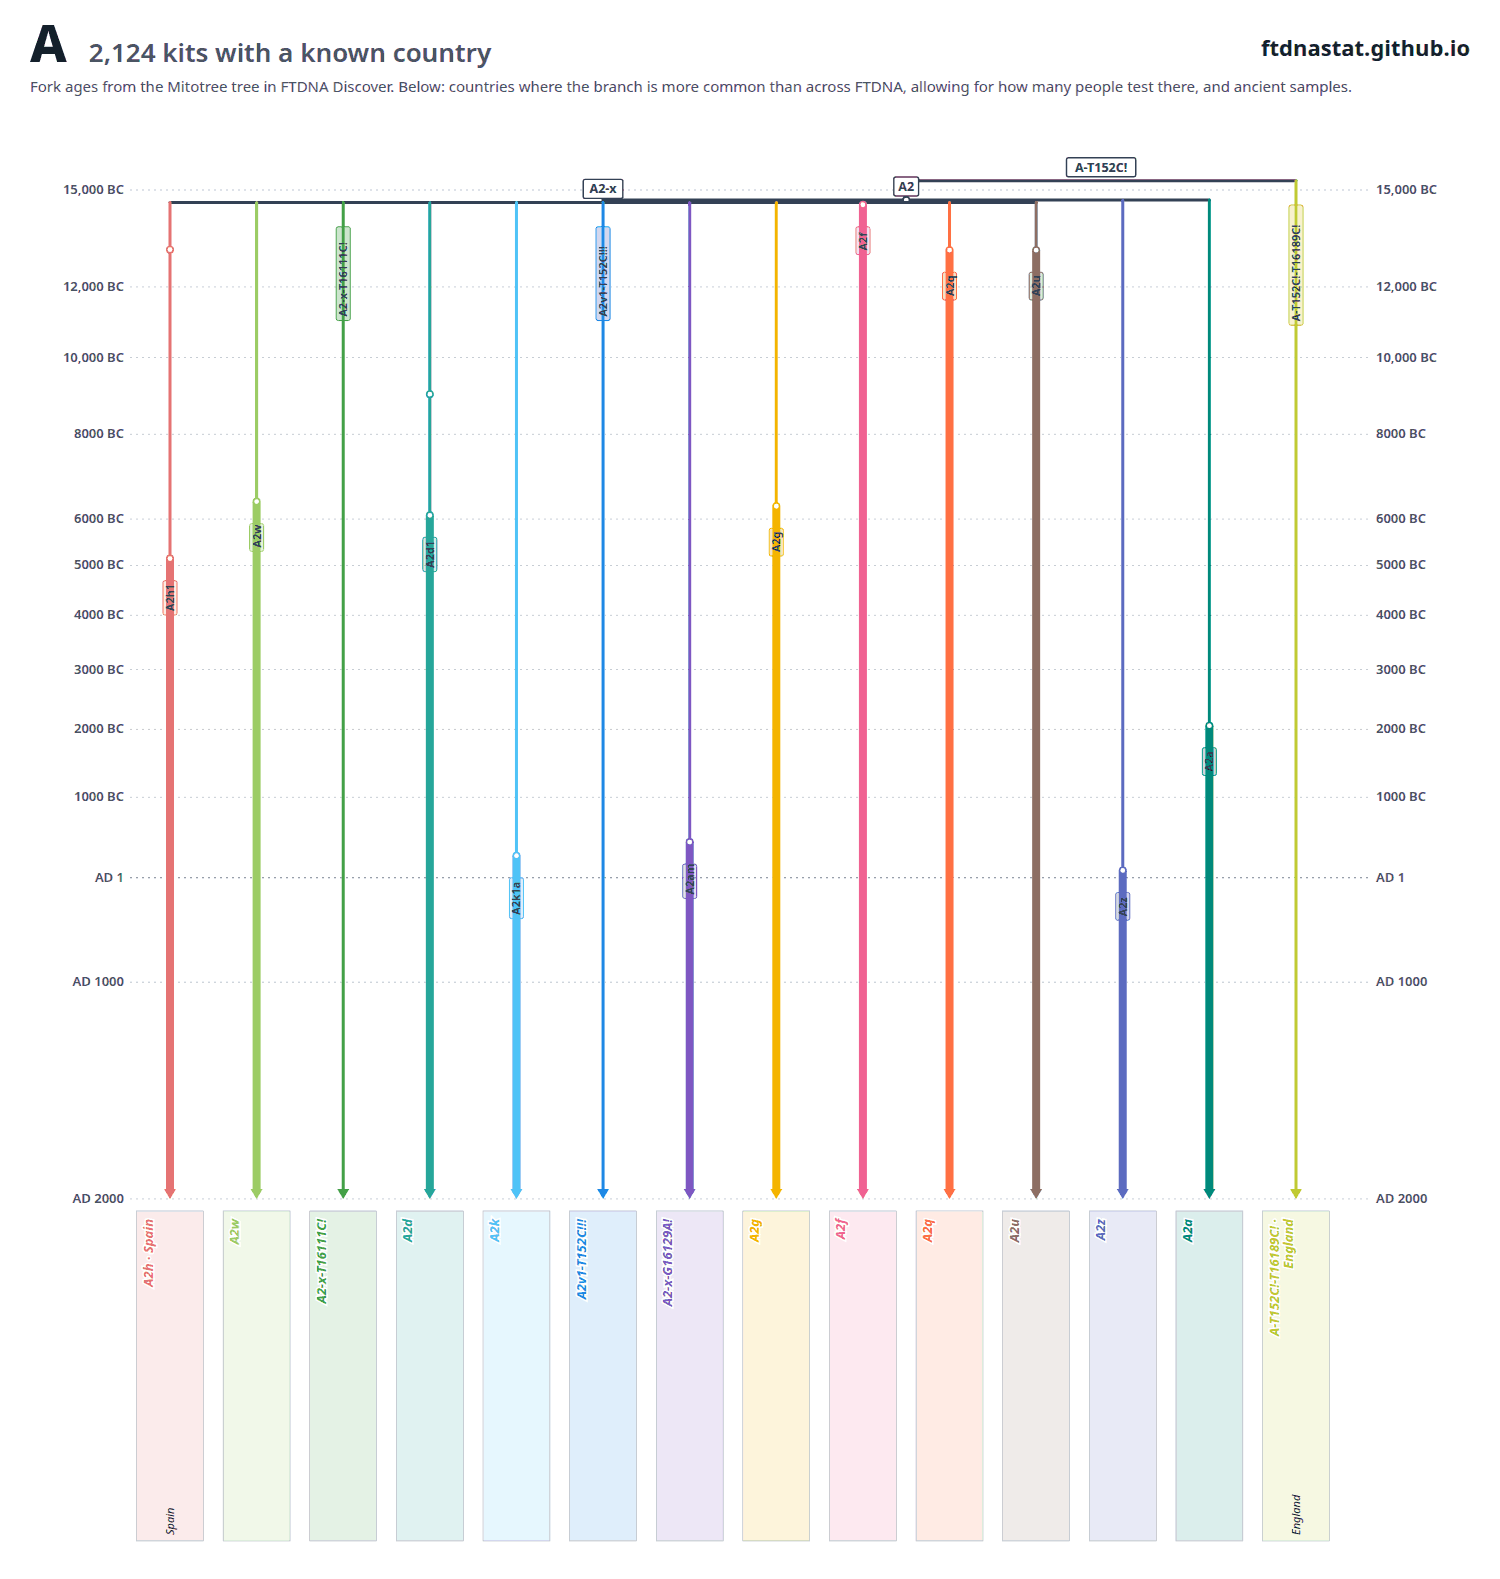 A 2,124 kits with a known country
ftdnastat.github.io
Fork ages from the Mitotree tree in FTDNA Discover. Below: countries where the branch is more common than across FTDNA, allowing for how many people test there, and ancient samples.
A-T152C!
A2
A2-x
15,000 BC 15,000 BC
12,000 BC 12,000 BC
10,000 BC 10,000 BC
8000 BC 8000 BC
6000 BC 6000 BC
5000 BC 5000 BC
4000 BC 4000 BC
3000 BC 3000 BC
2000 BC 2000 BC
1000 BC 1000 BC
AD 1 AD 1
AD 1000 AD 1000
AD 2000 AD 2000
A2h1
A2w
A2-x-T16111C!
A2d1
A2k1a
A2v1-T152C!!!
A2am
A2g
A2f
A2q
A2u
A2z
A2a
A-T152C!-T16189C!
A2h · Spain
A2w
A2-x-T16111C!
A2d
A2k
A2v1-T152C!!!
A2-x-G16129A!
A2g
A2f
A2q
A2u
A2z
A2a
A-T152C!-T16189C! ·
England
Spain
England